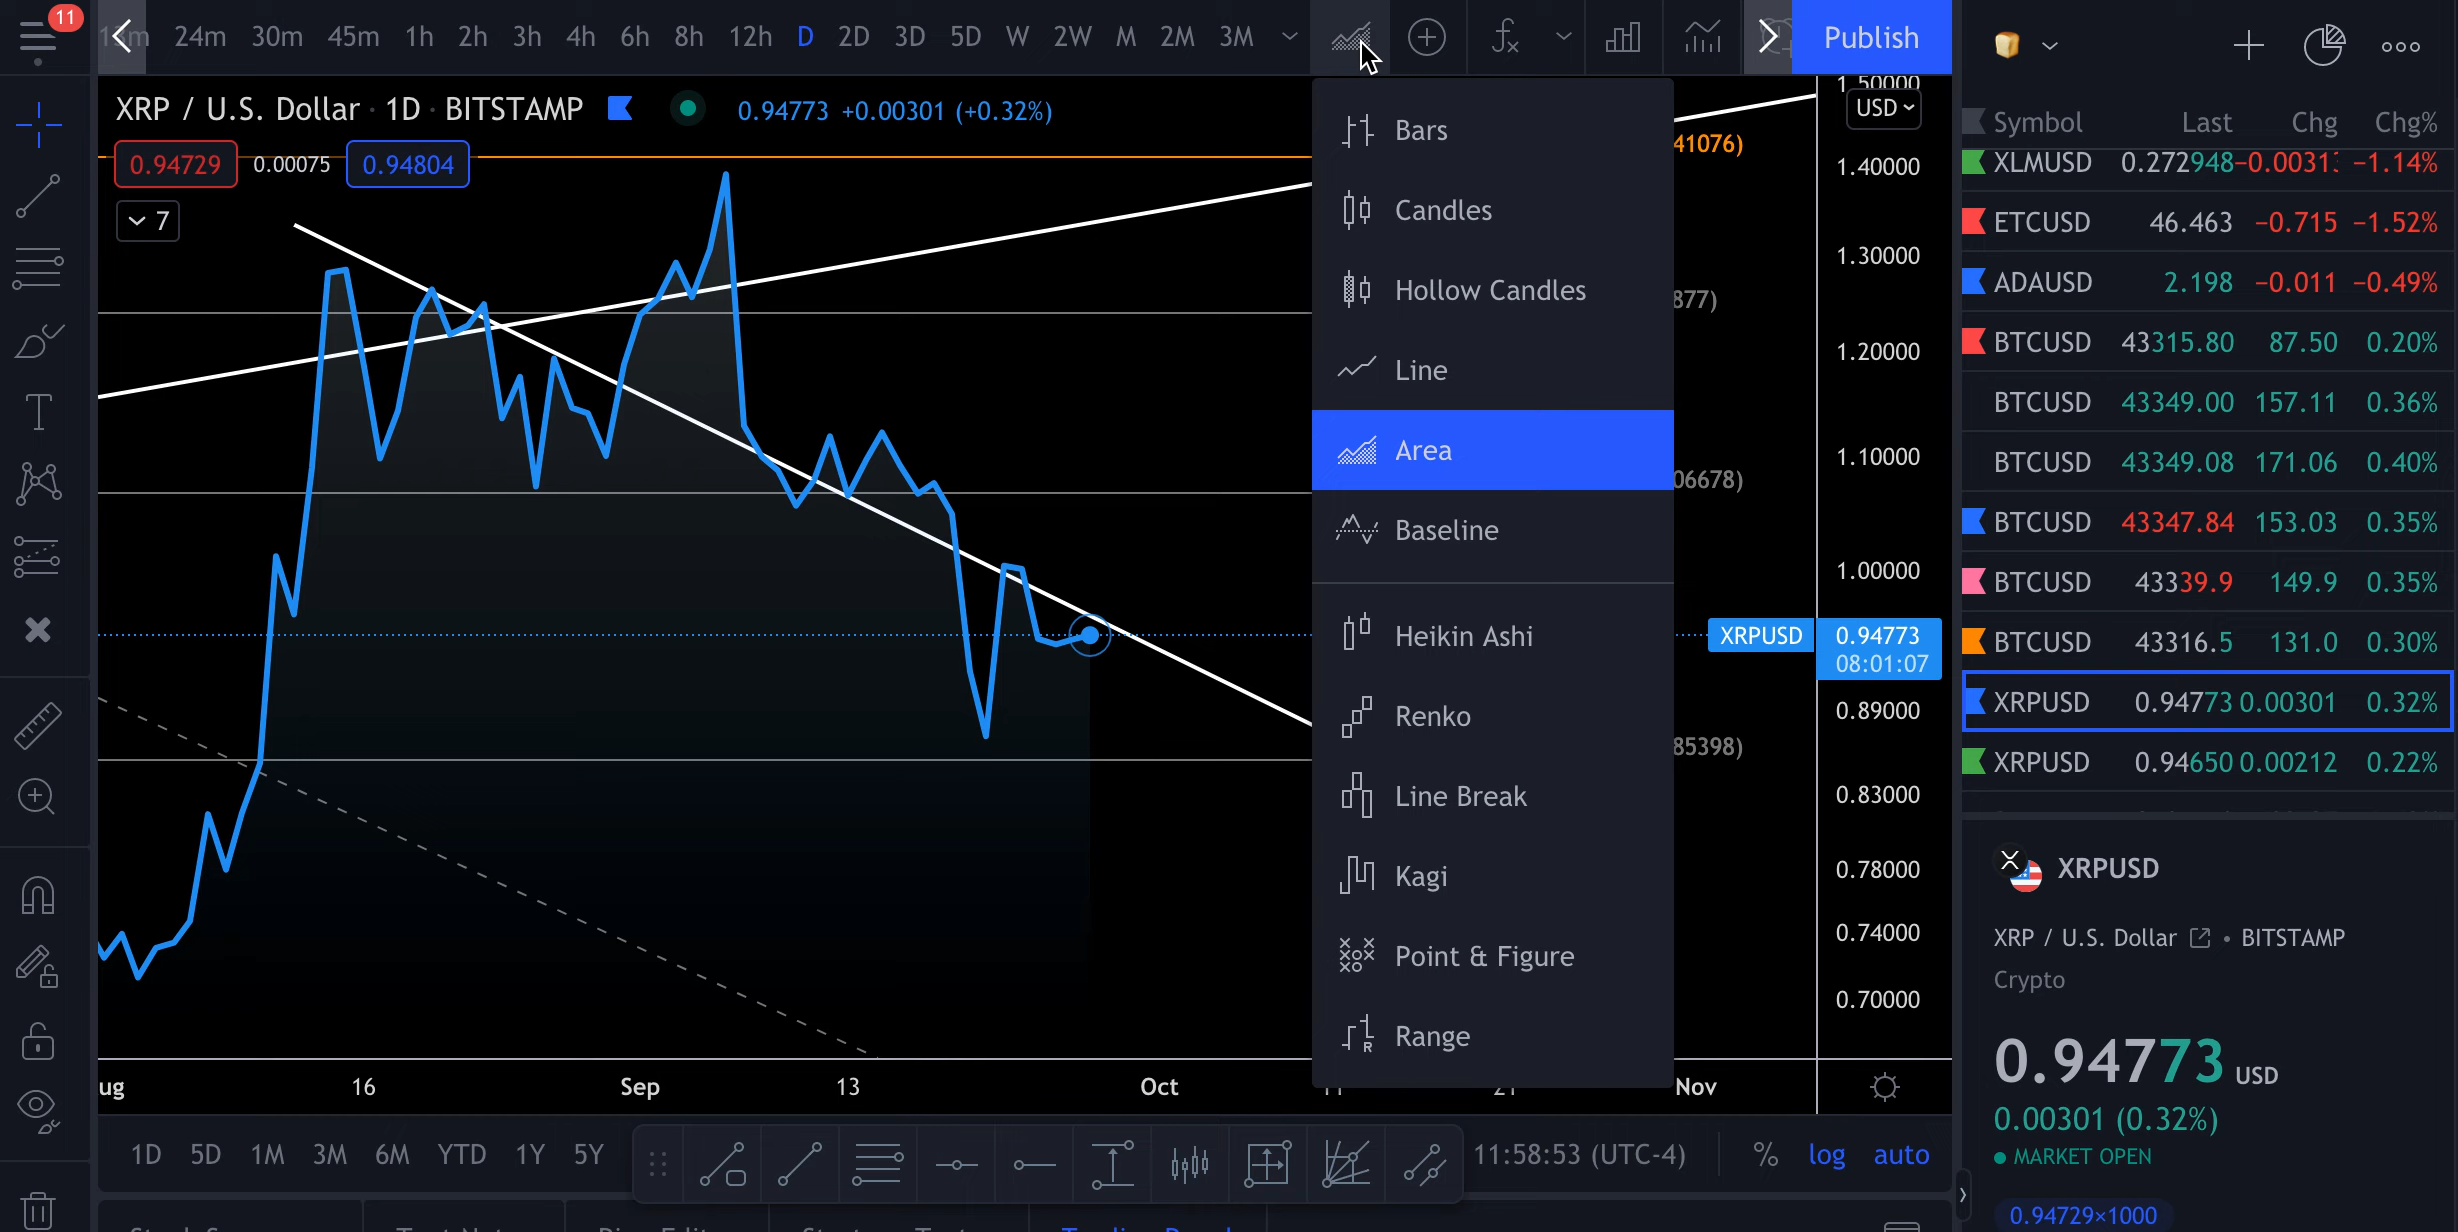 11
24m 30m 45m 1h 2h 3h 4h 6h 8h 12h D 2D 3D 5D W 2W M 2M 3M
Publish
XRP / U.S. Dollar · 1D · BITSTAMP
0.94773 +0.00301 (+0.32%)
0.94729 0.00075 0.94804
7
Bars
Candles
Hollow Candles
Line
Area
Baseline
Heikin Ashi
Renko
Line Break
Kagi
Point & Figure
Range
41076)
877)
06678)
85398)
1.50000
USD
1.40000
1.30000
1.20000
1.10000
1.00000
XRPUSD 0.94773
08:01:07
0.89000
0.83000
0.78000
0.74000
0.70000
ug 16 Sep 13 Oct Nov
1D 5D 1M 3M 6M YTD 1Y 5Y
11:58:53 (UTC-4) % log auto
Symbol Last Chg Chg%
XLMUSD 0.272948 −0.00313 −1.14%
ETCUSD 46.463 −0.715 −1.52%
ADAUSD 2.198 −0.011 −0.49%
BTCUSD 43315.80 87.50 0.20%
BTCUSD 43349.00 157.11 0.36%
BTCUSD 43349.08 171.06 0.40%
BTCUSD 43347.84 153.03 0.35%
BTCUSD 43339.9 149.9 0.35%
BTCUSD 43316.5 131.0 0.30%
XRPUSD 0.94773 0.00301 0.32%
XRPUSD 0.94650 0.00212 0.22%
XRPUSD
XRP / U.S. Dollar • BITSTAMP
Crypto
0.94773 USD
0.00301 (0.32%)
MARKET OPEN
0.94729×1000